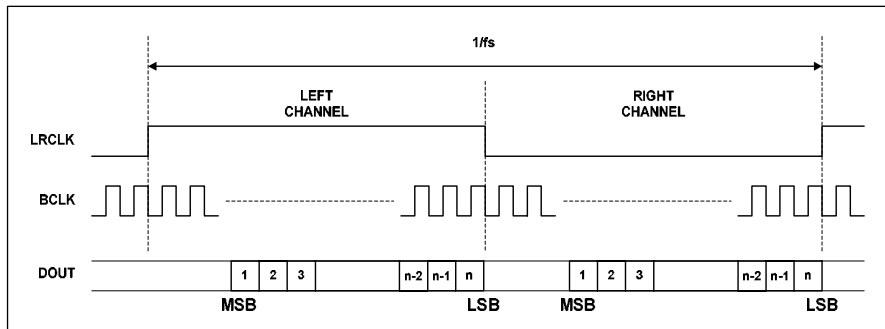 1/fs
LEFT
CHANNEL
RIGHT
CHANNEL
LRCLK
BCLK
DOUT
1 2 3 n-2 n-1 n 1 2 3 n-2 n-1 n
MSB LSB MSB LSB